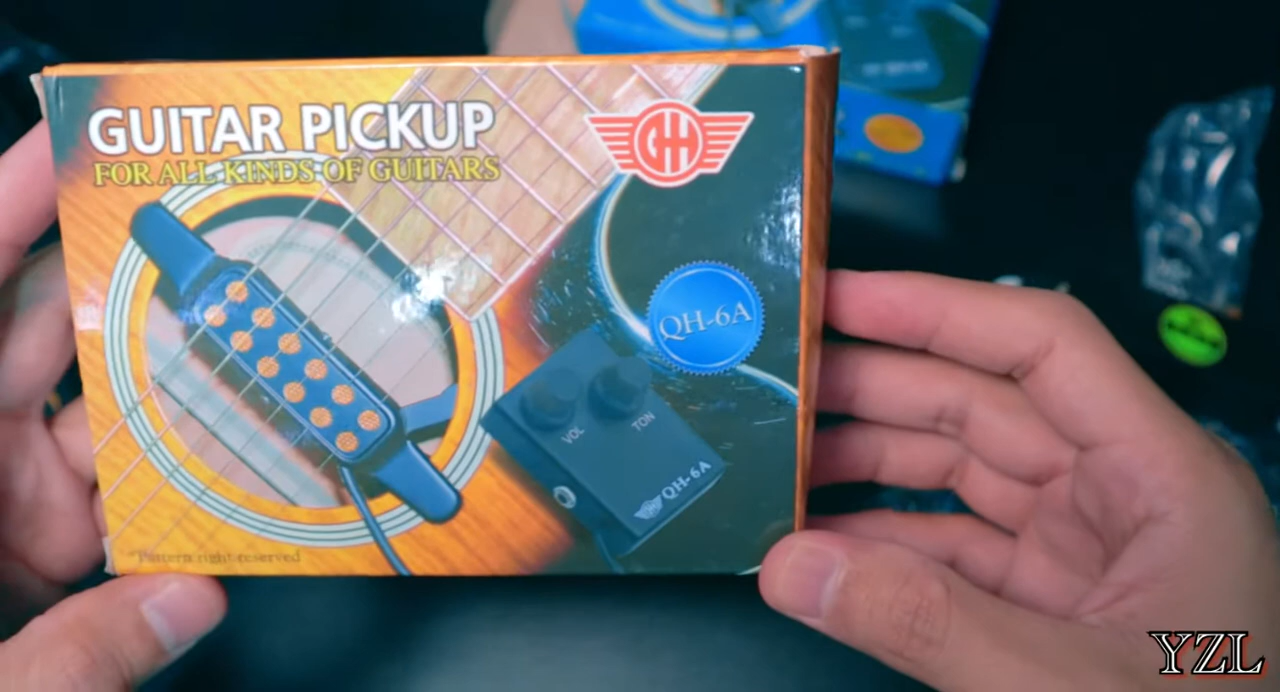 GUITAR PICKUP
FOR ALL KINDS OF GUITARS
QH
QH-6A
VOL
TON
QH-6A
*Pattern right reserved
YZL